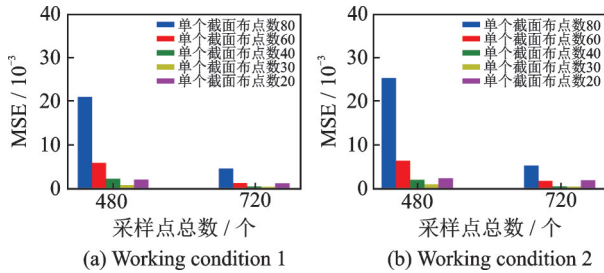 40
30
20
10
0
MSE / 10⁻³
单个截面布点数80
单个截面布点数60
单个截面布点数40
单个截面布点数30
单个截面布点数20
480
720
采样点总数 / 个
(a) Working condition 1
40
30
20
10
0
MSE / 10⁻³
单个截面布点数80
单个截面布点数60
单个截面布点数40
单个截面布点数30
单个截面布点数20
480
720
采样点总数 / 个
(b) Working condition 2